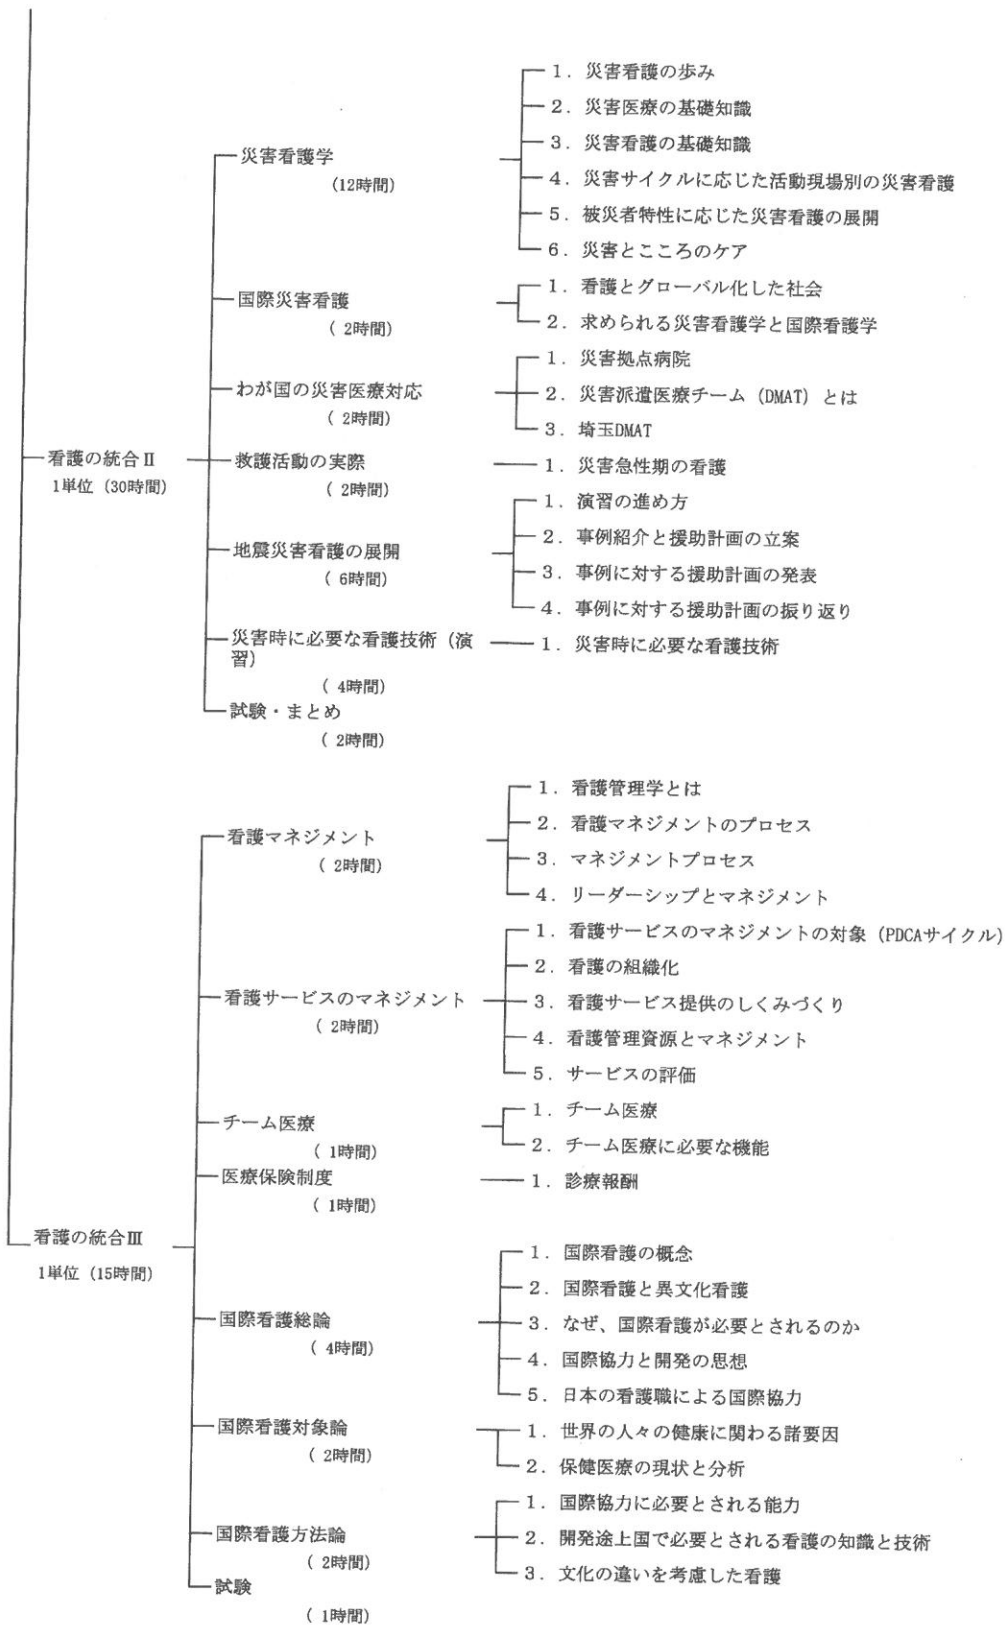 看護の統合Ⅱ
1単位(30時間)
災害看護学
(12時間)
1. 災害看護の歩み
2. 災害医療の基礎知識
3. 災害看護の基礎知識
4. 災害サイクルに応じた活動現場別の災害看護
5. 被災者特性に応じた災害看護の展開
6. 災害とこころのケア
国際災害看護
( 2時間)
1. 看護とグローバル化した社会
2. 求められる災害看護学と国際看護学
わが国の災害医療対応
( 2時間)
1. 災害拠点病院
2. 災害派遣医療チーム (DMAT) とは
3. 埼玉DMAT
救護活動の実際
( 2時間)
1. 災害急性期の看護
地震災害看護の展開
( 6時間)
1. 演習の進め方
2. 事例紹介と援助計画の立案
3. 事例に対する援助計画の発表
4. 事例に対する援助計画の振り返り
災害時に必要な看護技術(演
習)
( 4時間)
1. 災害時に必要な看護技術
試験・まとめ
( 2時間)
看護の統合Ⅲ
1単位(15時間)
看護マネジメント
( 2時間)
1. 看護管理学とは
2. 看護マネジメントのプロセス
3. マネジメントプロセス
4. リーダーシップとマネジメント
看護サービスのマネジメント
( 2時間)
1. 看護サービスのマネジメントの対象 (PDCAサイクル)
2. 看護の組織化
3. 看護サービス提供のしくみづくり
4. 看護管理資源とマネジメント
5. サービスの評価
チーム医療
( 1時間)
1. チーム医療
2. チーム医療に必要な機能
医療保険制度
( 1時間)
1. 診療報酬
国際看護総論
( 4時間)
1. 国際看護の概念
2. 国際看護と異文化看護
3. なぜ、国際看護が必要とされるのか
4. 国際協力と開発の思想
5. 日本の看護職による国際協力
国際看護対象論
( 2時間)
1. 世界の人々の健康に関わる諸要因
2. 保健医療の現状と分析
国際看護方法論
( 2時間)
1. 国際協力に必要とされる能力
2. 開発途上国で必要とされる看護の知識と技術
3. 文化の違いを考慮した看護
試験
( 1時間)